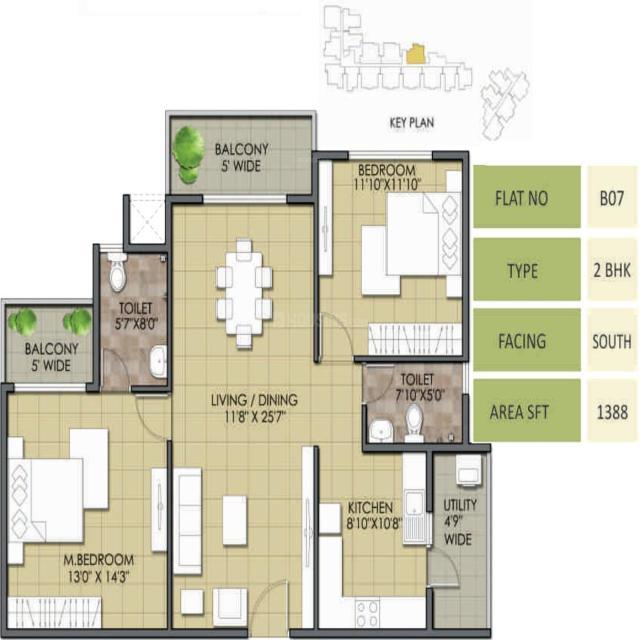 KEY PLAN
BALCONY
5' WIDE
BEDROOM
11'10"X11'10"
FLAT NO
B07
TYPE
2 BHK
FACING
SOUTH
AREA SFT
1388
TOILET
5'7"X8'0"
BALCONY
5' WIDE
LIVING / DINING
11'8" X 25'7"
TOILET
7'10"X5'0"
KITCHEN
8'10"X10'8"
UTILITY
4'9"
WIDE
M.BEDROOM
13'0" X 14'3"